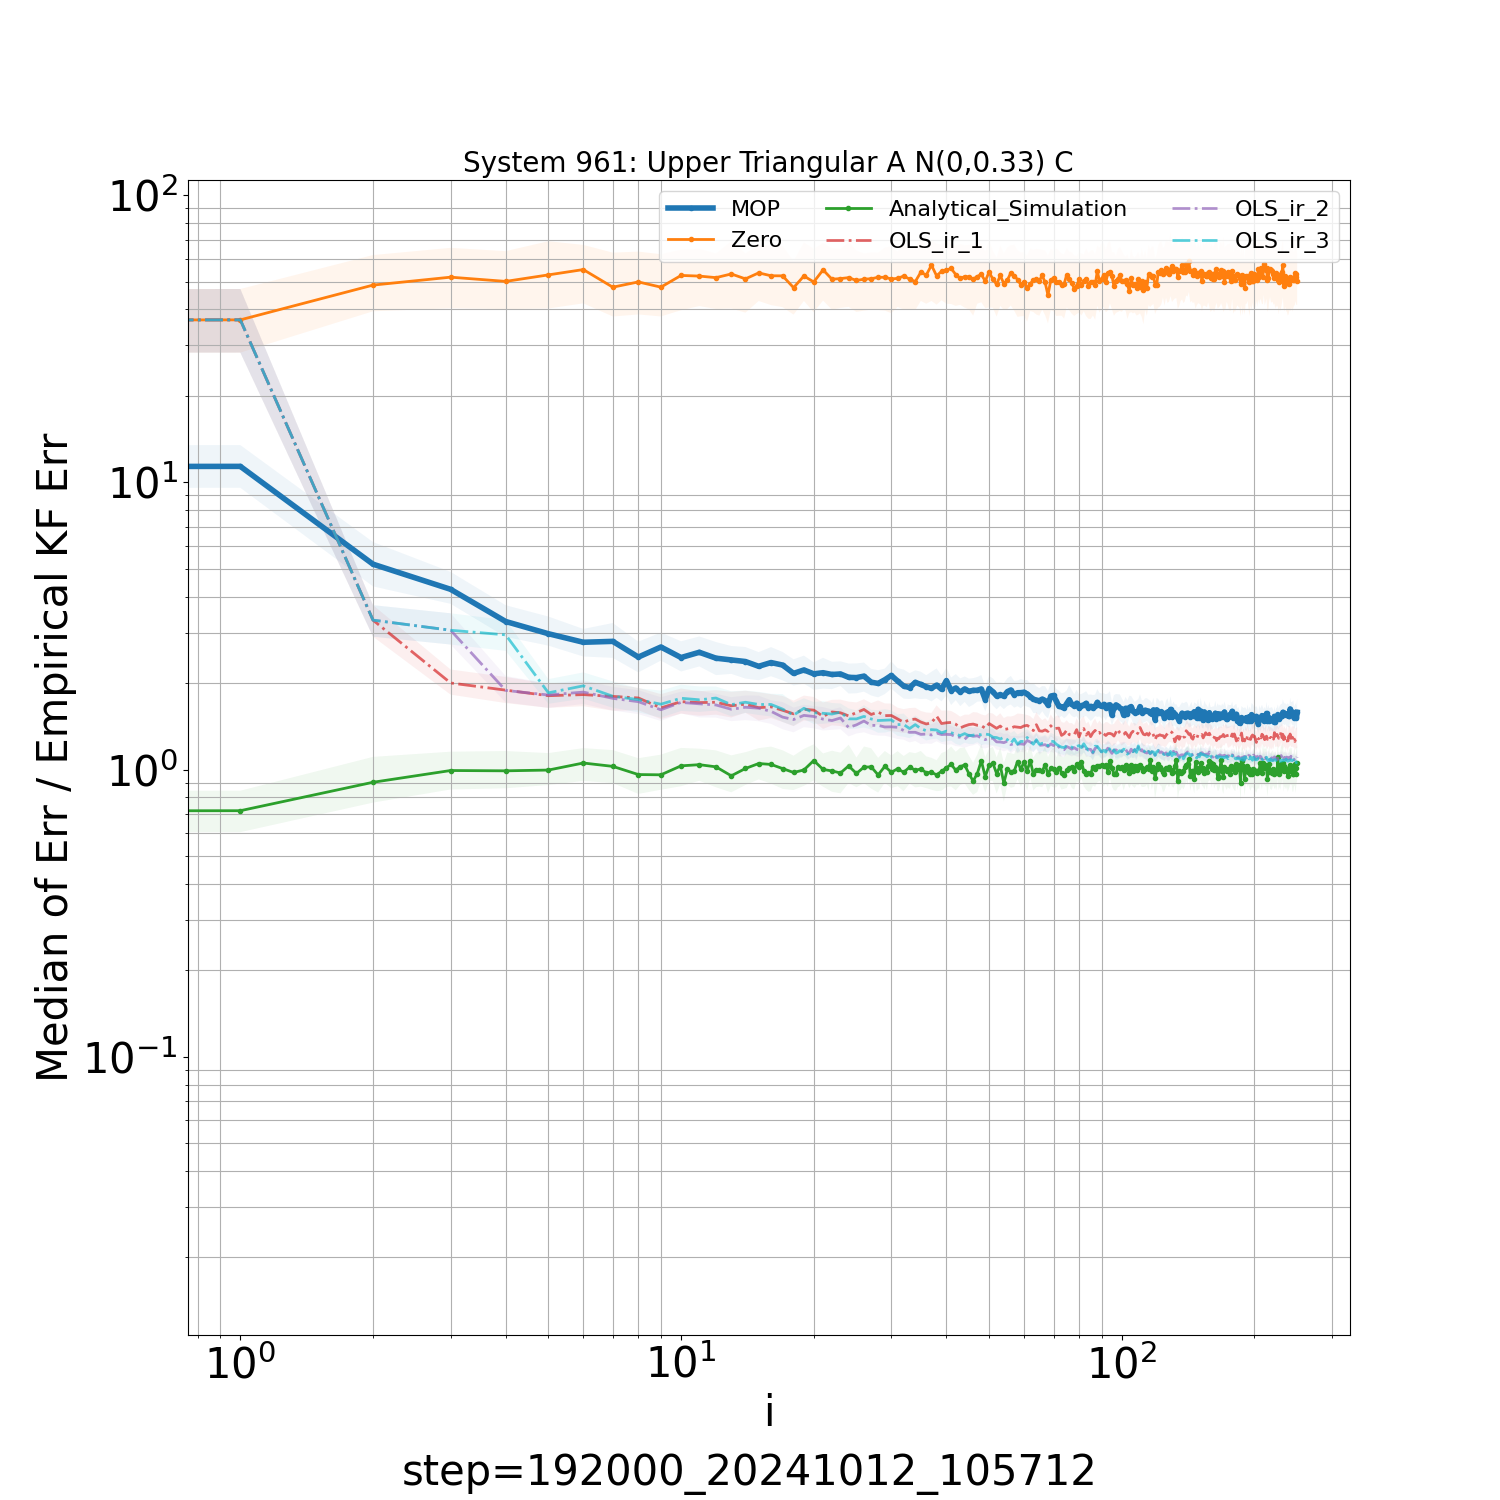 System 961: Upper Triangular A N(0,0.33) C
MOP
Zero
Analytical_Simulation
OLS_ir_1
OLS_ir_2
OLS_ir_3
Median of Err / Empirical KF Err
10²
10¹
10⁰
10⁻¹
10⁰
10¹
10²
i
step=192000_20241012_105712